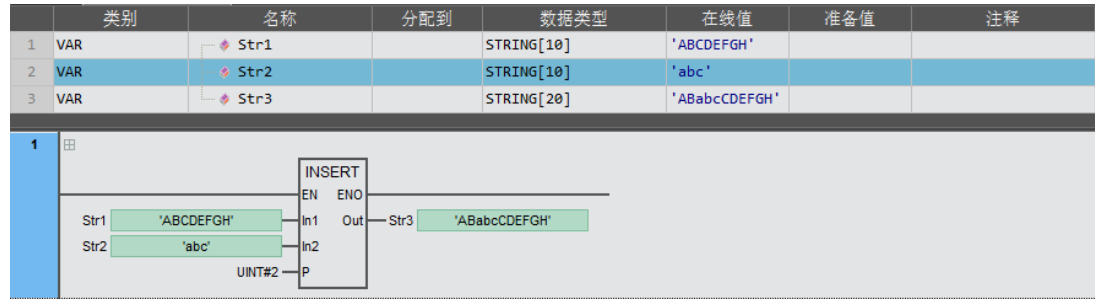 类别 名称 分配到 数据类型 在线值 准备值 注释
1 VAR Str1 STRING[10] 'ABCDEFGH'
2 VAR Str2 STRING[10] 'abc'
3 VAR Str3 STRING[20] 'ABabcCDEFGH'
1
INSERT
EN ENO
Str1 'ABCDEFGH' In1 Out Str3 'ABabcCDEFGH'
Str2 'abc' In2
UINT#2 P